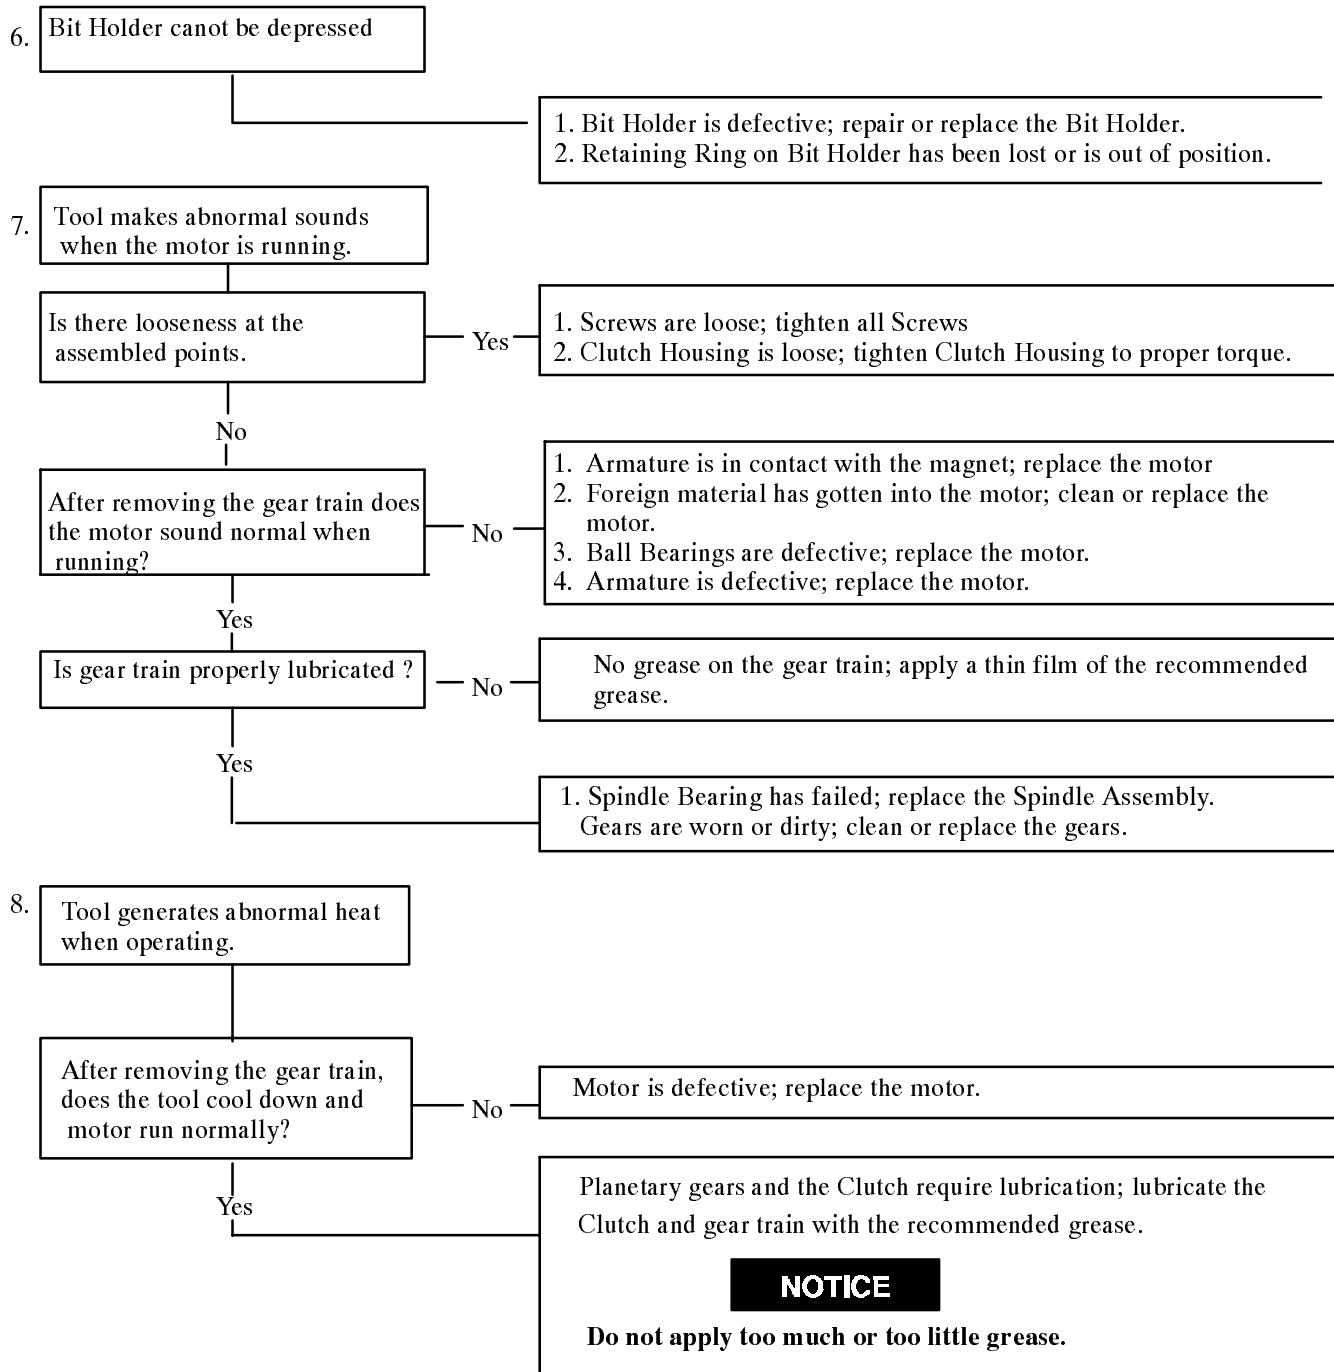 6.
Bit Holder canot be depressed
1. Bit Holder is defective; repair or replace the Bit Holder.
2. Retaining Ring on Bit Holder has been lost or is out of position.
7.
Tool makes abnormal sounds
when the motor is running.
Is there looseness at the
assembled points.
Yes
1. Screws are loose; tighten all Screws
2. Clutch Housing is loose; tighten Clutch Housing to proper torque.
No
After removing the gear train does
the motor sound normal when
running?
No
1. Armature is in contact with the magnet; replace the motor
2. Foreign material has gotten into the motor; clean or replace the
motor.
3. Ball Bearings are defective; replace the motor.
4. Armature is defective; replace the motor.
Yes
Is gear train properly lubricated ?
No
No grease on the gear train; apply a thin film of the recommended
grease.
Yes
1. Spindle Bearing has failed; replace the Spindle Assembly.
Gears are worn or dirty; clean or replace the gears.
8.
Tool generates abnormal heat
when operating.
After removing the gear train,
does the tool cool down and
motor run normally?
No
Motor is defective; replace the motor.
Yes
Planetary gears and the Clutch require lubrication; lubricate the
Clutch and gear train with the recommended grease.
NOTICE
Do not apply too much or too little grease.